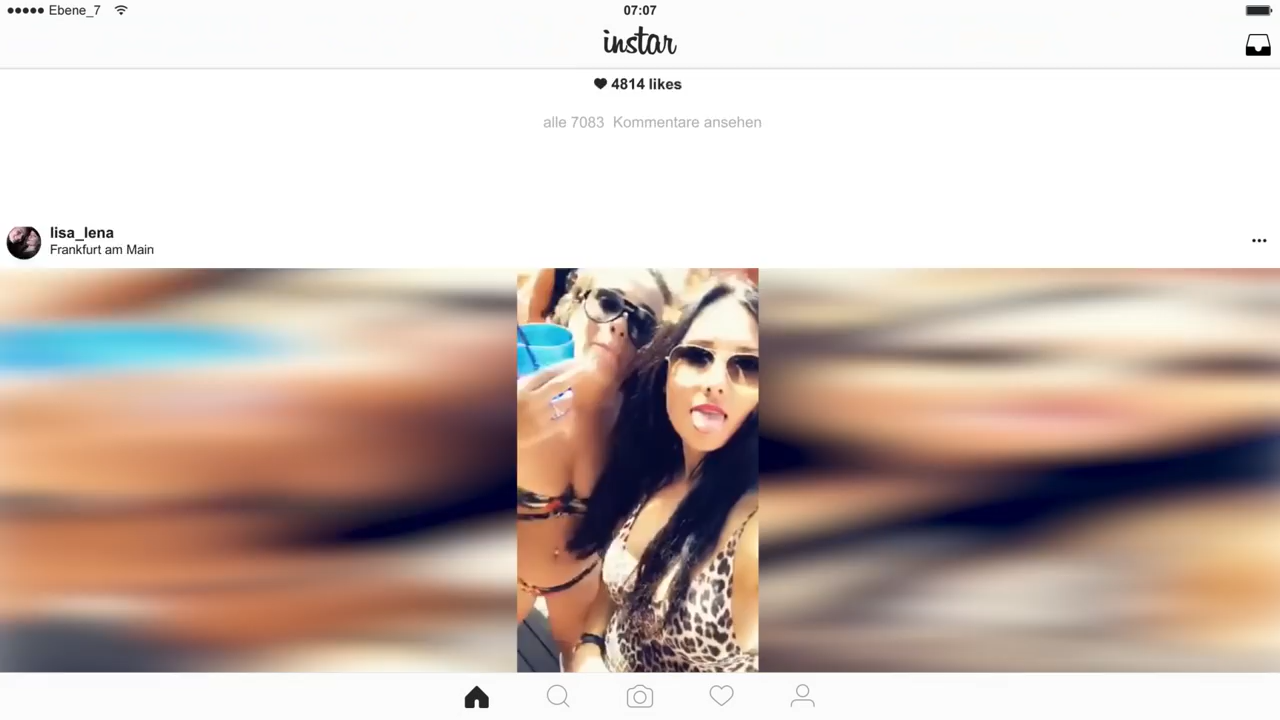 Ebene_7
07:07
instar
4814 likes
alle 7083 Kommentare ansehen
lisa_lena
Frankfurt am Main